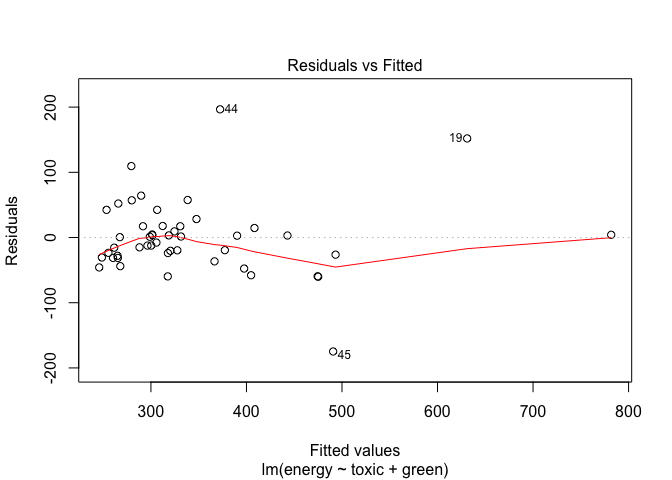 Residuals vs Fitted
Residuals
200
100
0
-100
-200
44
19
45
300 400 500 600 700 800
Fitted values
lm(energy ~ toxic + green)